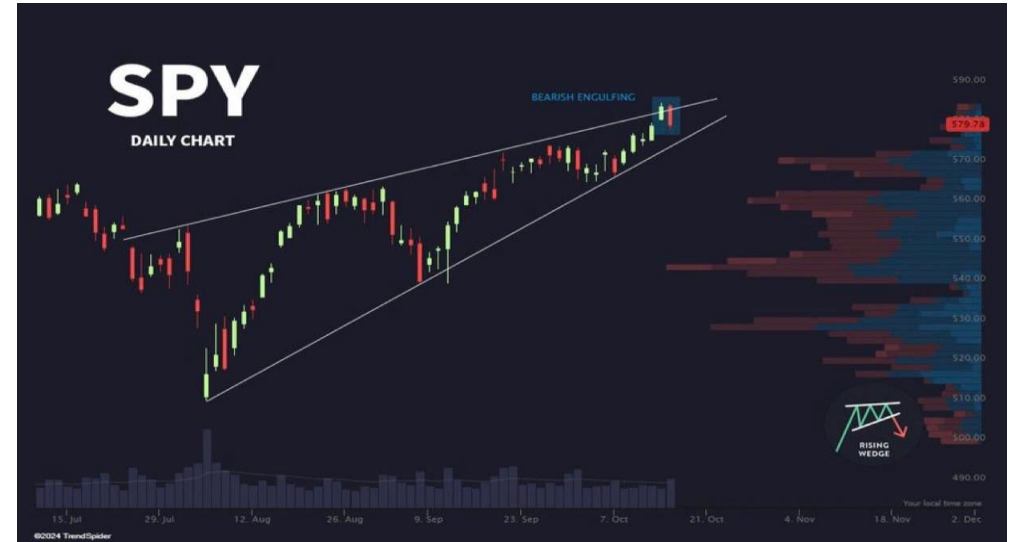 SPY
DAILY CHART
BEARISH ENGULFING
590.00
579.78
570.00
560.00
550.00
540.00
530.00
520.00
510.00
500.00
490.00
RISING
WEDGE
Your local time zone
15. Jul 29. Jul 12. Aug 26. Aug 9. Sep 23. Sep 7. Oct 21. Oct 4. Nov 18. Nov 2. Dec
©2024 TrendSpider